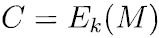 C = E_k(M)